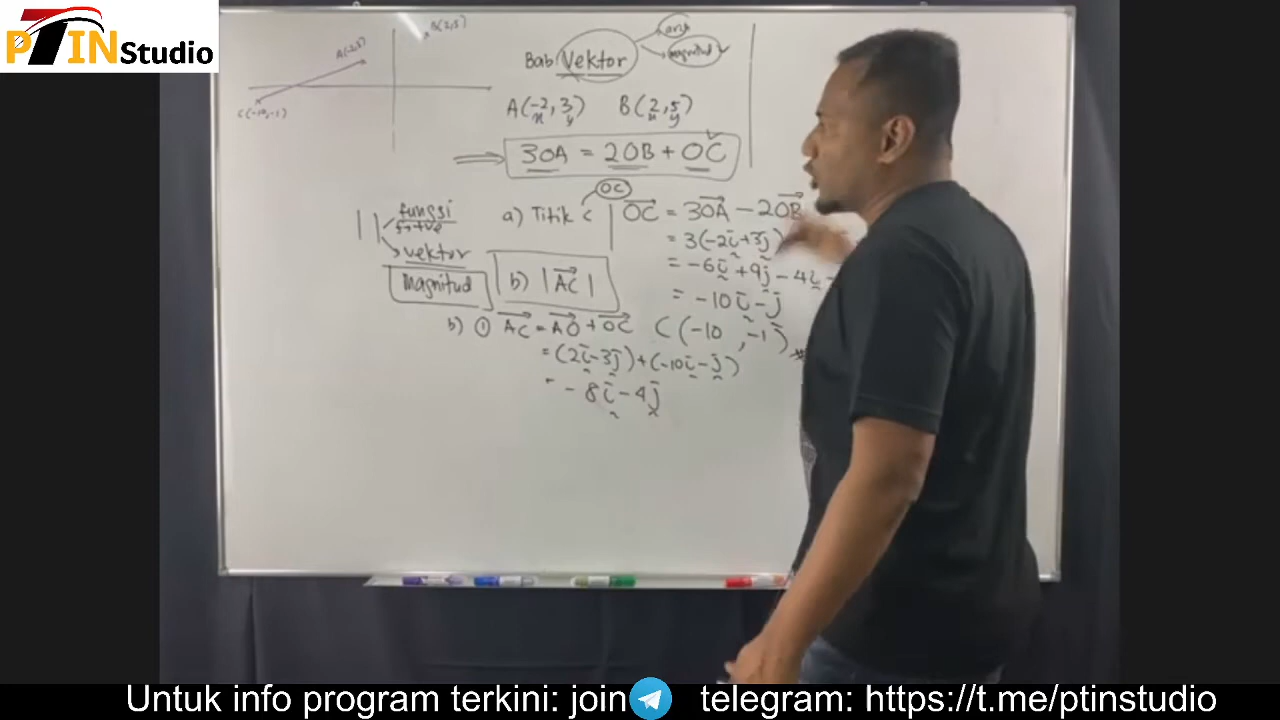 PTIN Studio
A(-2,3)
B(2,5)
C(-10,-1)
Bab Vektor
arah
magnitud
A(-2, 3) B(2, 5)
x y x y
3OA = 2OB + OC
OC
a) Titik C
OC = 3OA - 2OB
= 3(-2i+3j)
= -6i + 9j - 4i -
= -10i - j
C (-10, -1)
fungsi
vektor
Magnitud
b) |AC|
b) ① AC = AO + OC
= (2i-3j)+(-10i-j)
= -8i-4j
Untuk info program terkini: join telegram: https://t.me/ptinstudio